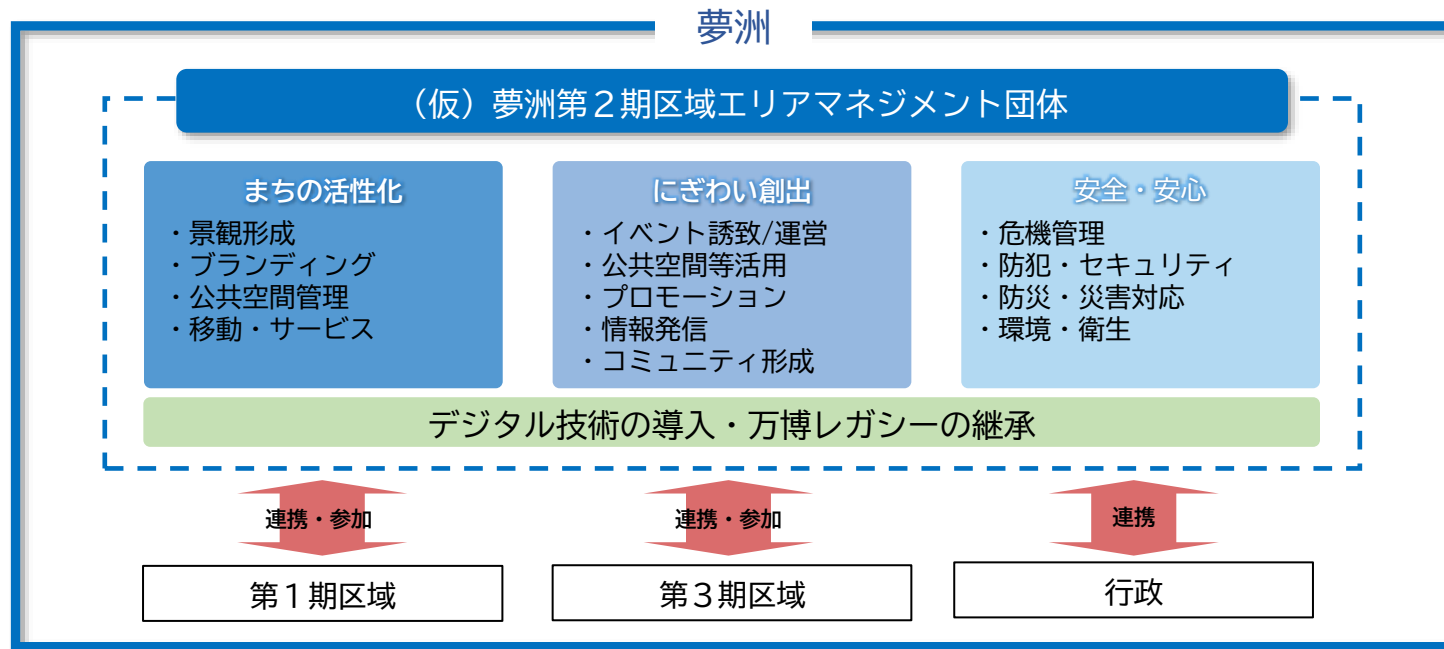 夢洲
（仮）夢洲第２期区域エリアマネジメント団体
まちの活性化
・景観形成
・ブランディング
・公共空間管理
・移動・サービス
にぎわい創出
・イベント誘致/運営
・公共空間等活用
・プロモーション
・情報発信
・コミュニティ形成
安全・安心
・危機管理
・防犯・セキュリティ
・防災・災害対応
・環境・衛生
デジタル技術の導入・万博レガシーの継承
連携・参加
連携・参加
連携
第１期区域
第３期区域
行政